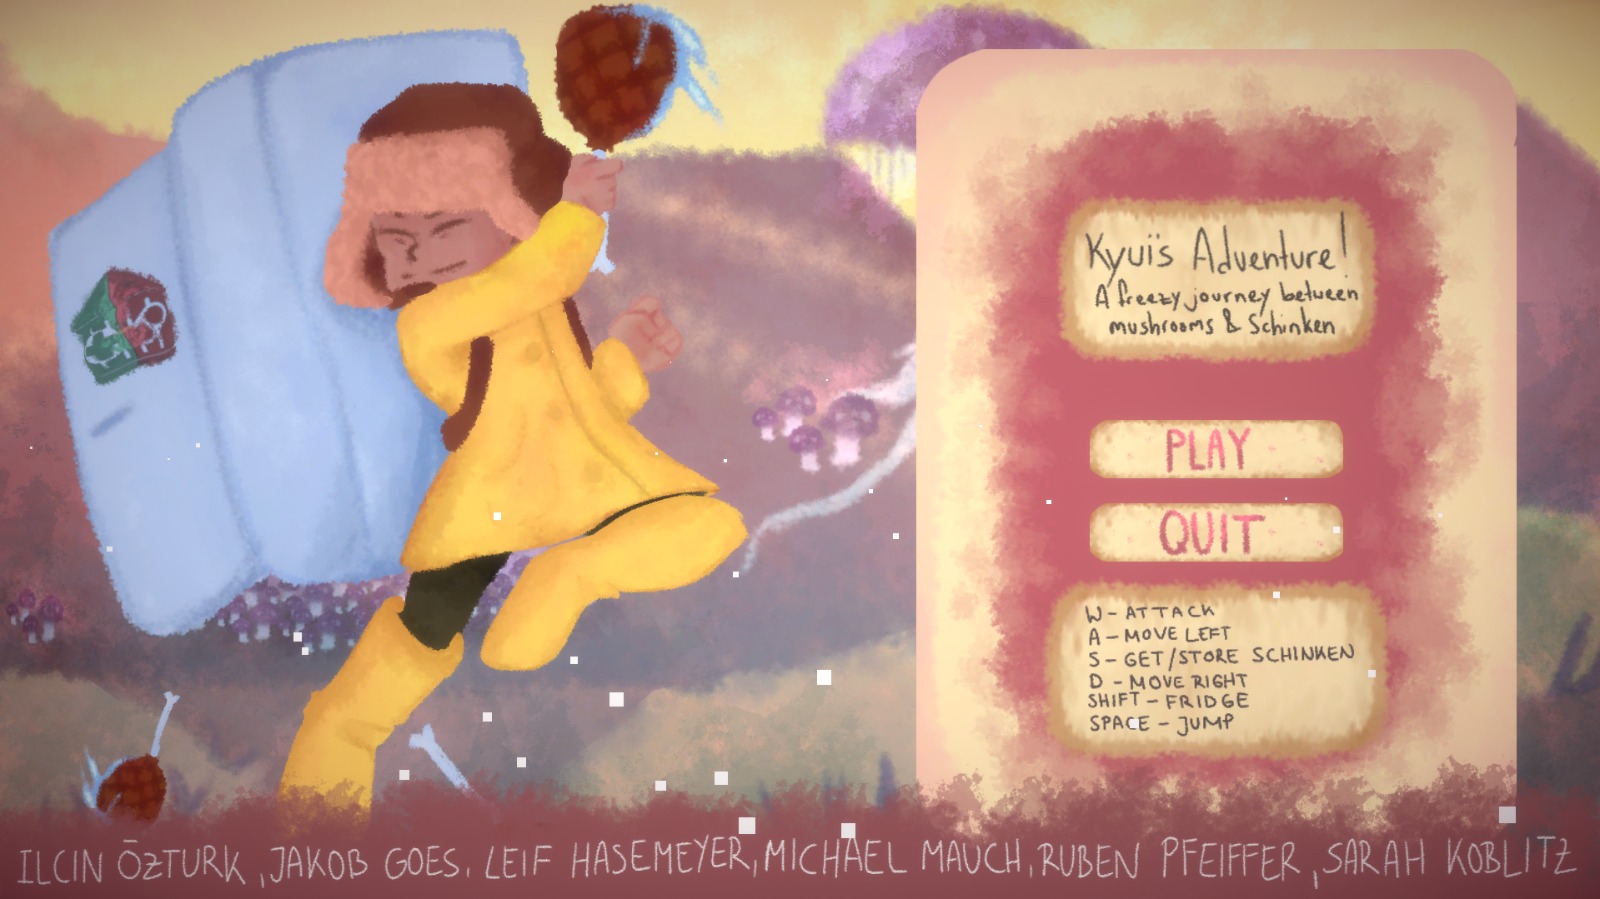 Kyuïs Adventure!
A freezy journey between
mushrooms & Schinken
PLAY
QUIT
W - ATTACK
A - MOVE LEFT
S - GET/STORE SCHINKEN
D - MOVE RIGHT
SHIFT - FRIDGE
SPACE - JUMP
ILCIN ÖZTURK, JAKOB GOES, LEIF HASEMEYER, MICHAEL MAUCH, RUBEN PFEIFFER, SARAH KOBLITZ